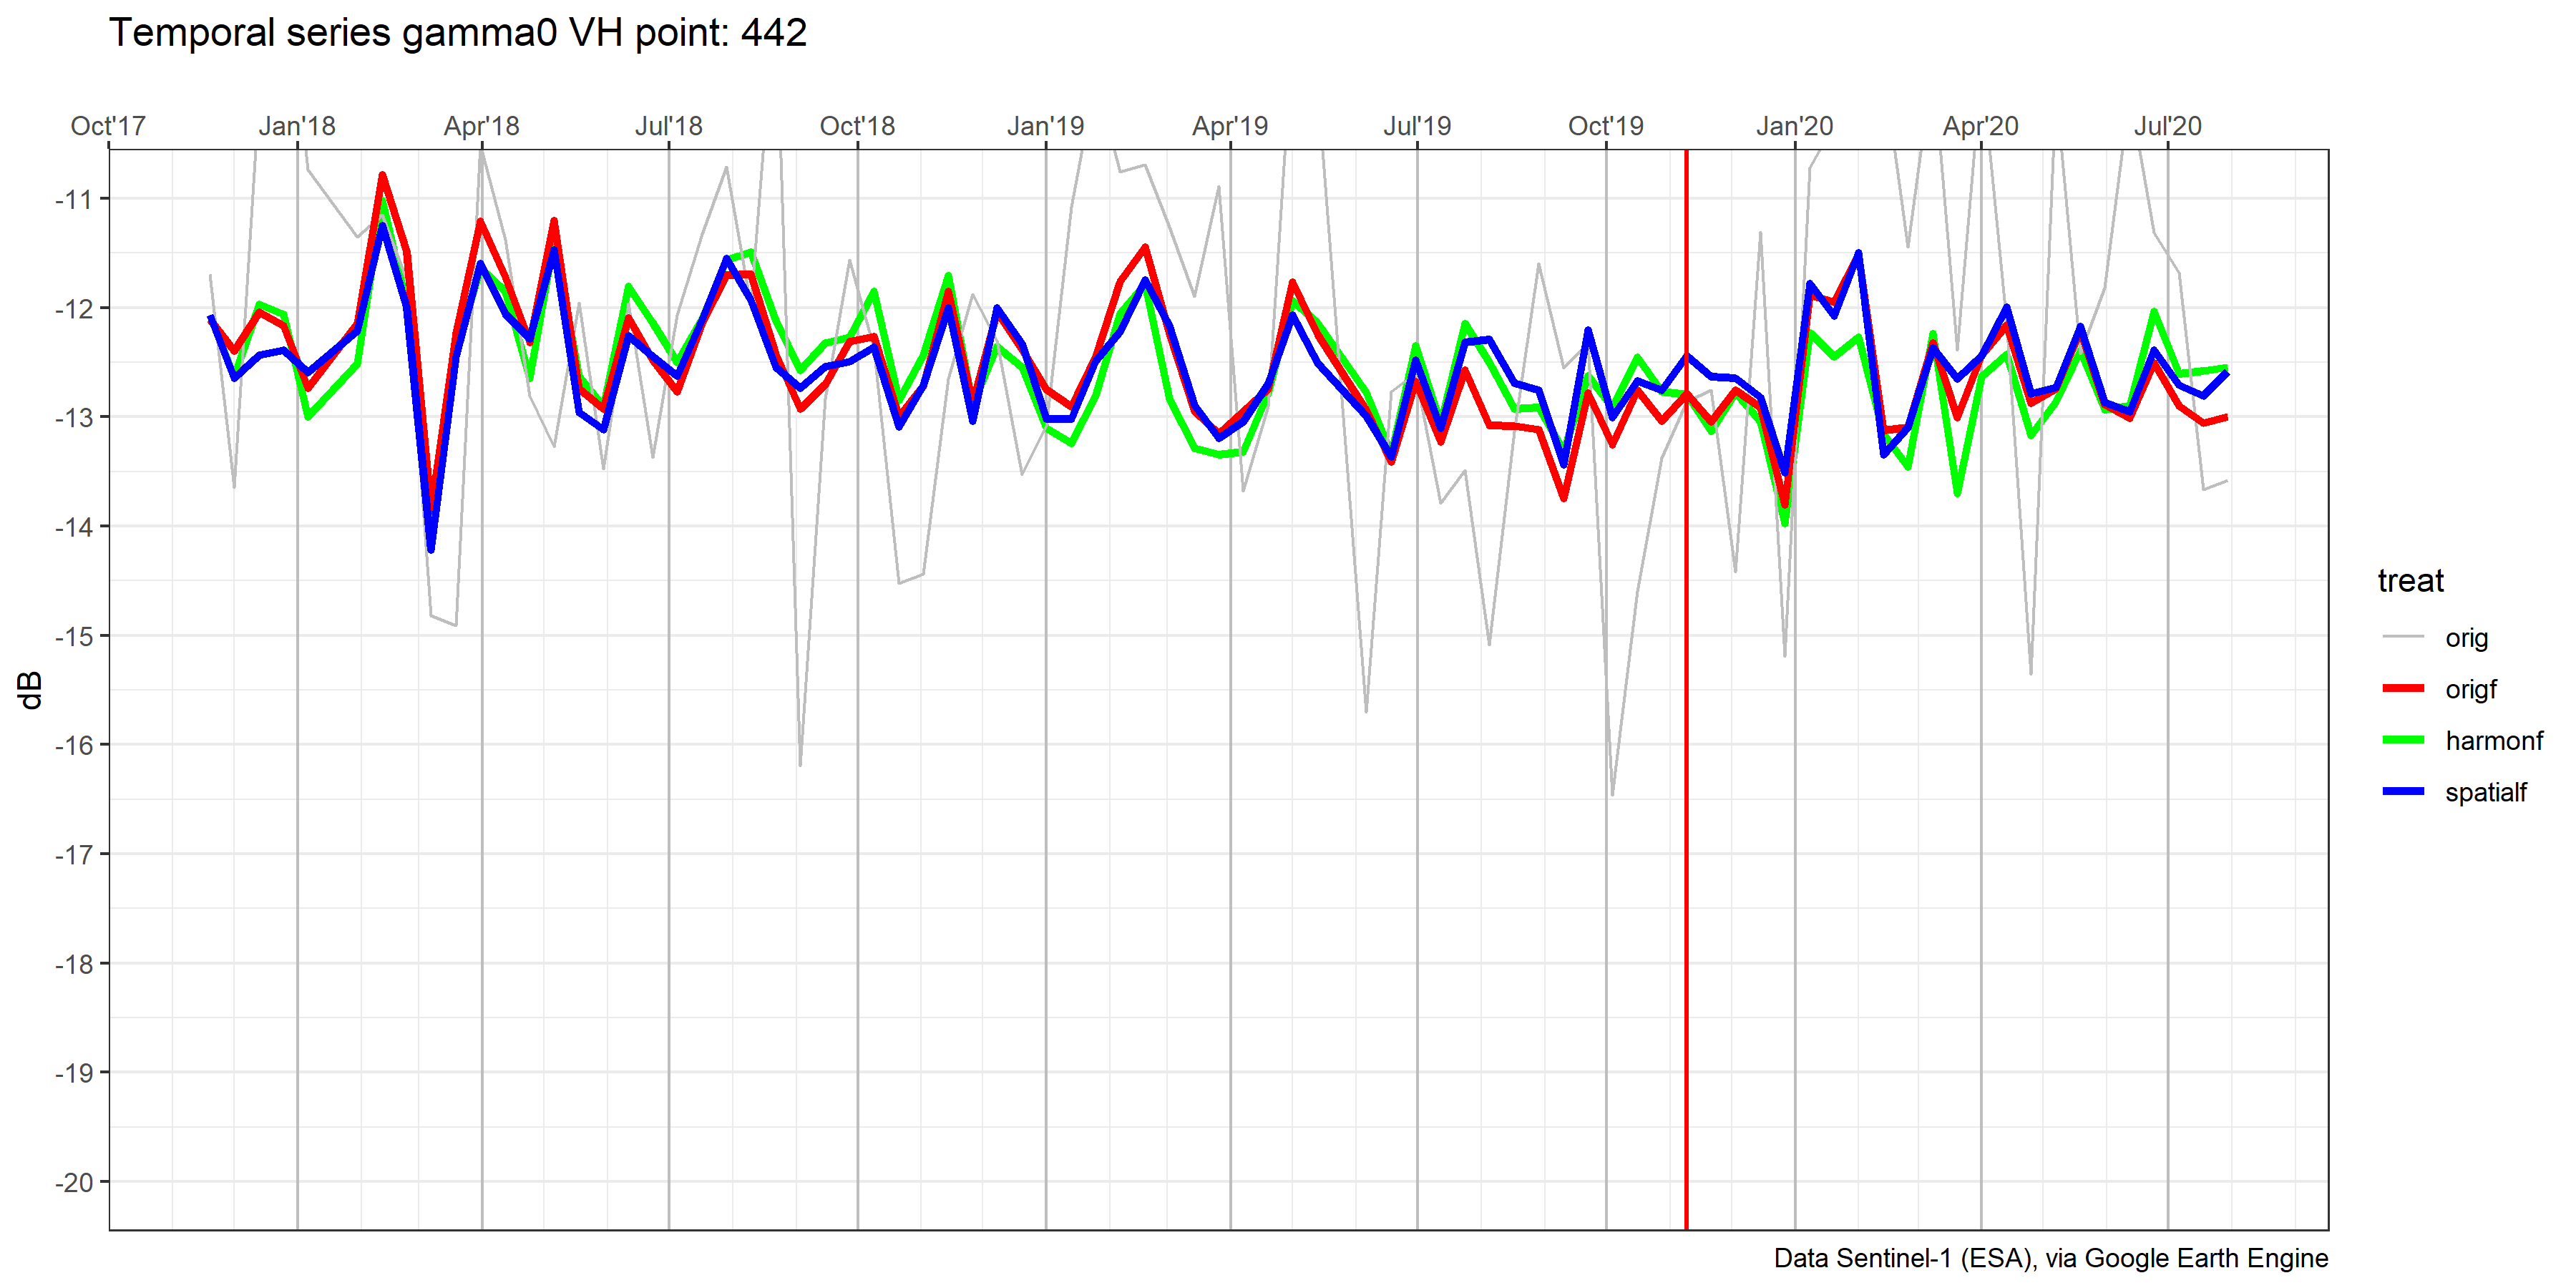 Temporal series gamma0 VH point: 442
Oct'17 Jan'18 Apr'18 Jul'18 Oct'18 Jan'19 Apr'19 Jul'19 Oct'19 Jan'20 Apr'20 Jul'20
-11
-12
-13
-14
-15
-16
-17
-18
-19
-20
dB
treat
orig
origf
harmonf
spatialf
Data Sentinel-1 (ESA), via Google Earth Engine